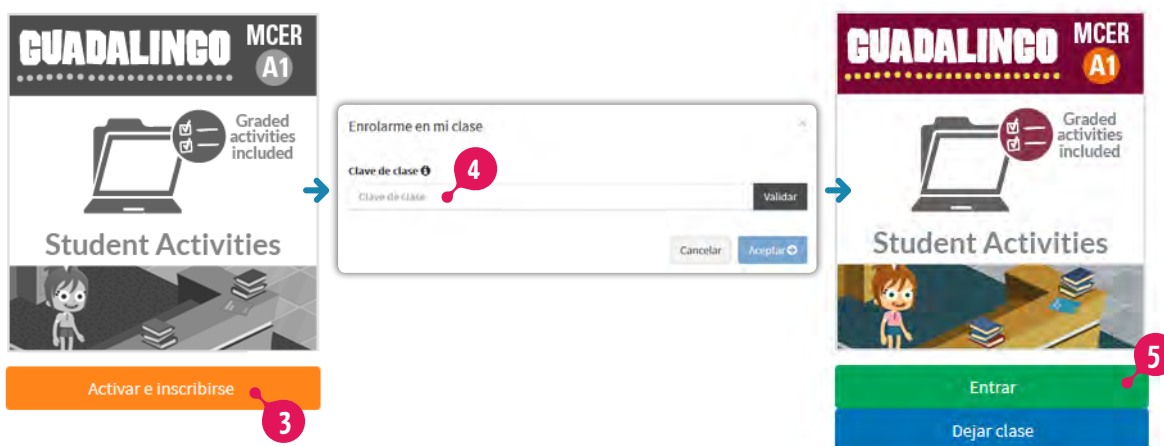 GUADALINGO
MCER
A1
Graded
activities
included
Student Activities
Activar e inscribirse
3
Enrolarme en mi clase
×
Clave de clase
4
Clave de clase
Validar
Cancelar
Aceptar
GUADALINGO
MCER
A1
Graded
activities
included
Student Activities
5
Entrar
Dejar clase